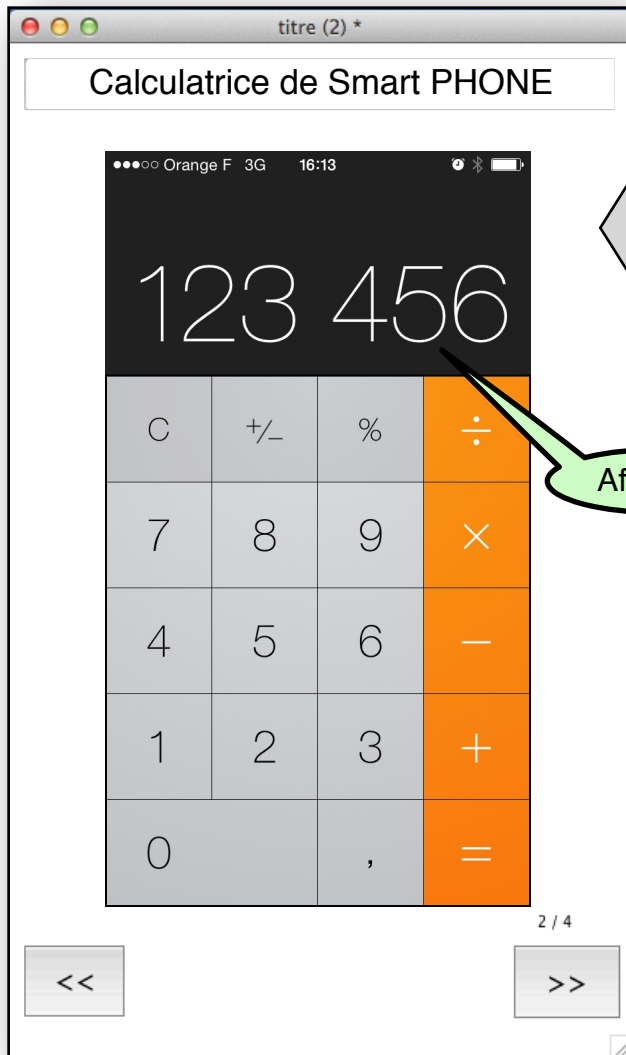 titre (2) *
Calculatrice de Smart PHONE
Orange F 3G 16:13
123 456
C +/− % ÷
7 8 9 ×
4 5 6 −
1 2 3 +
0 , =
Af
2 / 4
<< >>